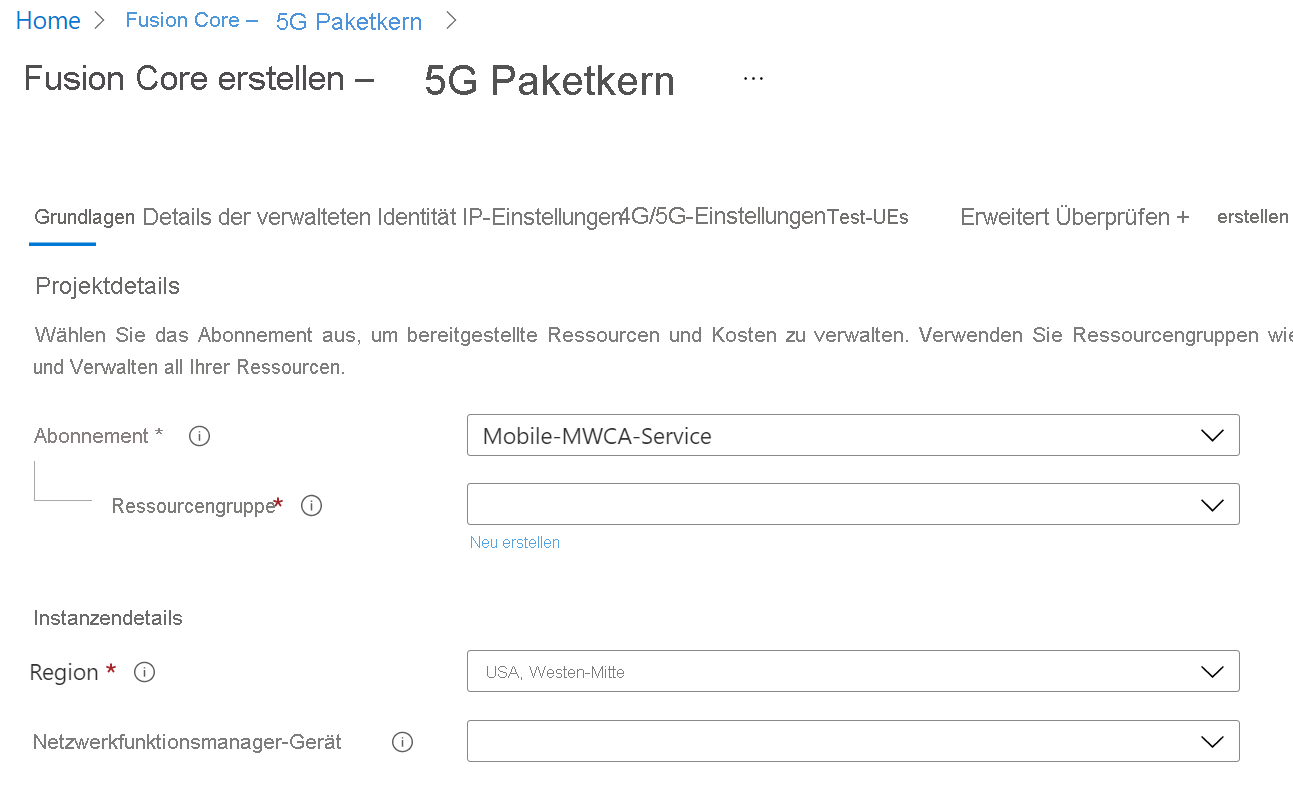 Home > Fusion Core – 5G Paketkern >
Fusion Core erstellen – 5G Paketkern ...
Grundlagen Details der verwalteten Identität IP-Einstellungen 4G/5G-Einstellungen Test-UEs Erweitert Überprüfen + erstellen
Projektdetails
Wählen Sie das Abonnement aus, um bereitgestellte Ressourcen und Kosten zu verwalten. Verwenden Sie Ressourcengruppen wie
und Verwalten all Ihrer Ressourcen.
Abonnement * Mobile-MWCA-Service
Ressourcengruppe*
Neu erstellen
Instanzendetails
Region * USA, Westen-Mitte
Netzwerkfunktionsmanager-Gerät